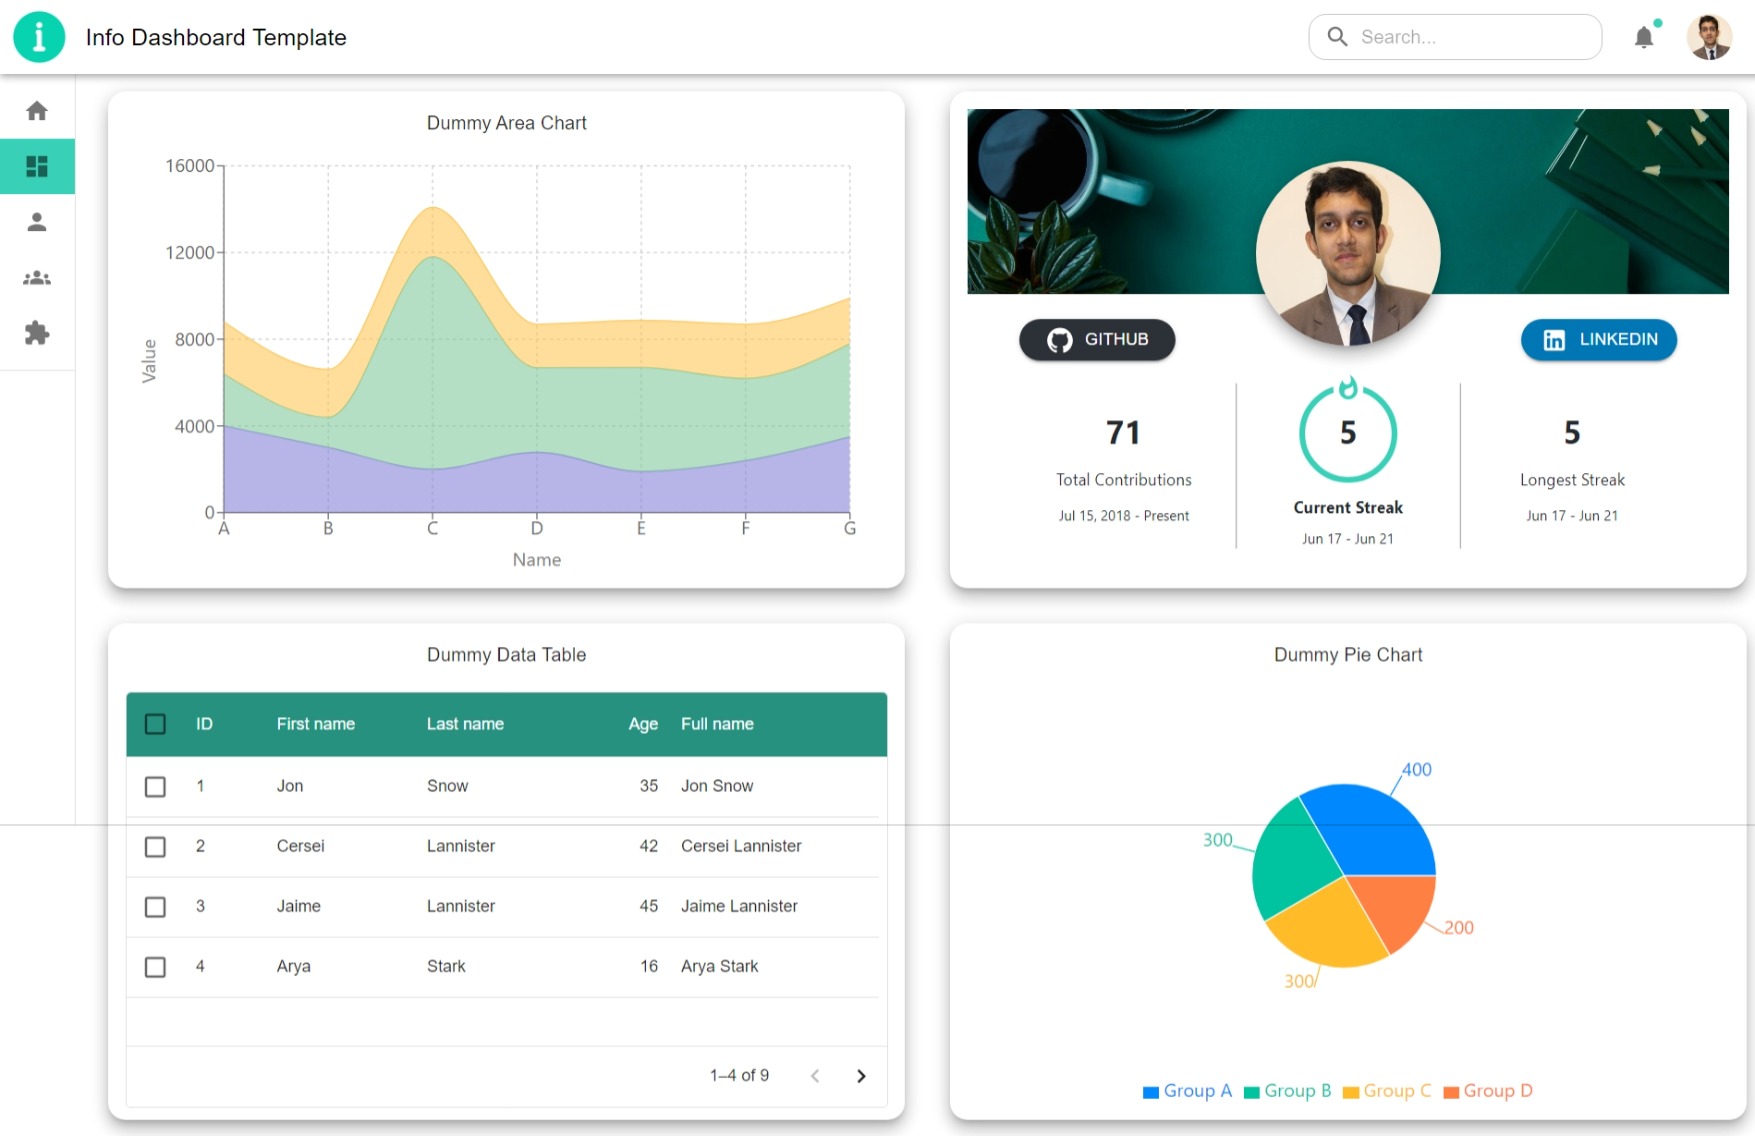 Info Dashboard Template
Search...
Dummy Area Chart
16000
12000
8000
4000
0
Value
A B C D E F G
Name
GITHUB
LINKEDIN
71
Total Contributions
Jul 15, 2018 - Present
5
Current Streak
Jun 17 - Jun 21
5
Longest Streak
Jun 17 - Jun 21
Dummy Data Table
ID First name Last name Age Full name
1 Jon Snow 35 Jon Snow
2 Cersei Lannister 42 Cersei Lannister
3 Jaime Lannister 45 Jaime Lannister
4 Arya Stark 16 Arya Stark
1–4 of 9
Dummy Pie Chart
400
300
200
300
Group A Group B Group C Group D